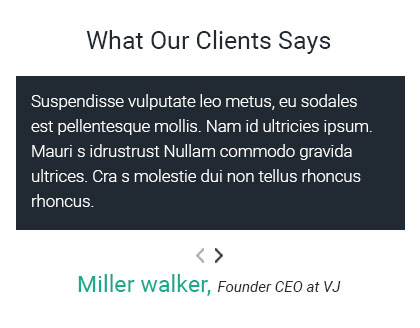 What Our Clients Says
Suspendisse vulputate leo metus, eu sodales
est pellentesque mollis. Nam id ultricies ipsum.
Mauri s idrustrust Nullam commodo gravida
ultrices. Cra s molestie dui non tellus rhoncus
rhoncus.
Miller walker, Founder CEO at VJ